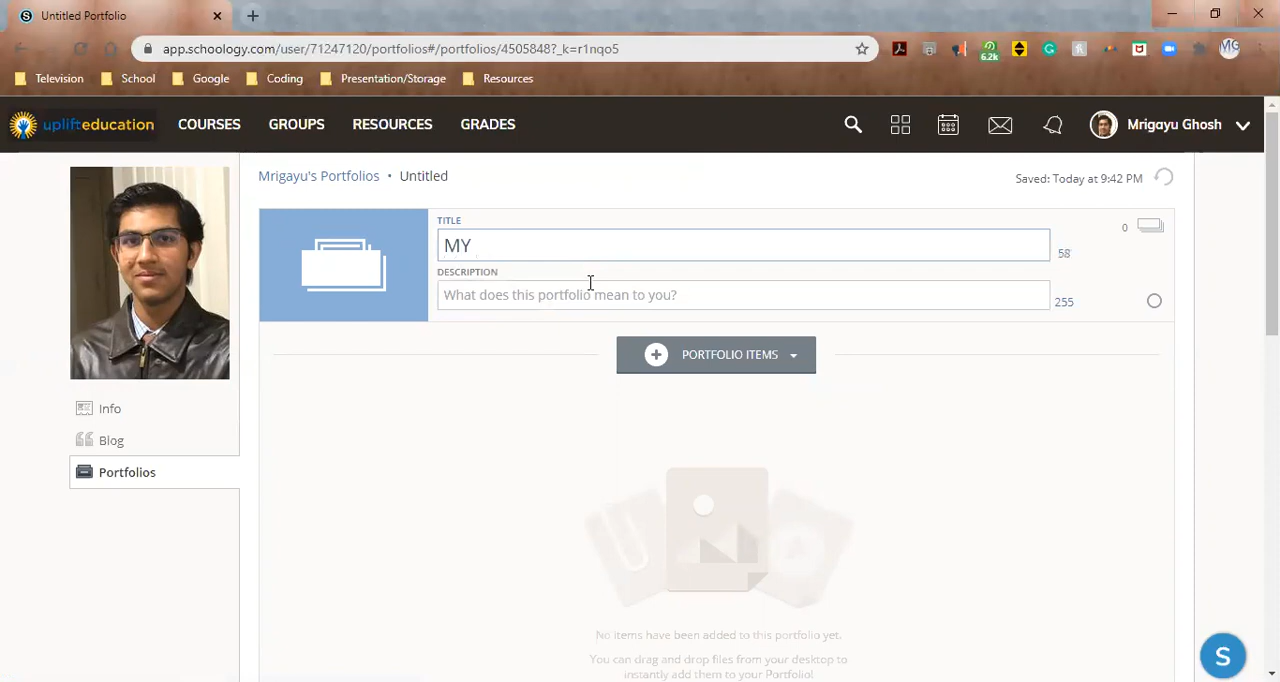 Untitled Portfolio
app.schoology.com/user/71247120/portfolios#/portfolios/4505848?_k=r1nqo5
6.2k
MG
Television
School
Google
Coding
Presentation/Storage
Resources
uplifteducation
COURSES
GROUPS
RESOURCES
GRADES
Mrigayu Ghosh
Mrigayu's Portfolios • Untitled
Saved: Today at 9:42 PM
TITLE
MY
58
0
DESCRIPTION
What does this portfolio mean to you?
255
PORTFOLIO ITEMS
Info
Blog
Portfolios
No items have been added to this portfolio yet.
You can drag and drop files from your desktop to
instantly add them to your Portfolio!
S